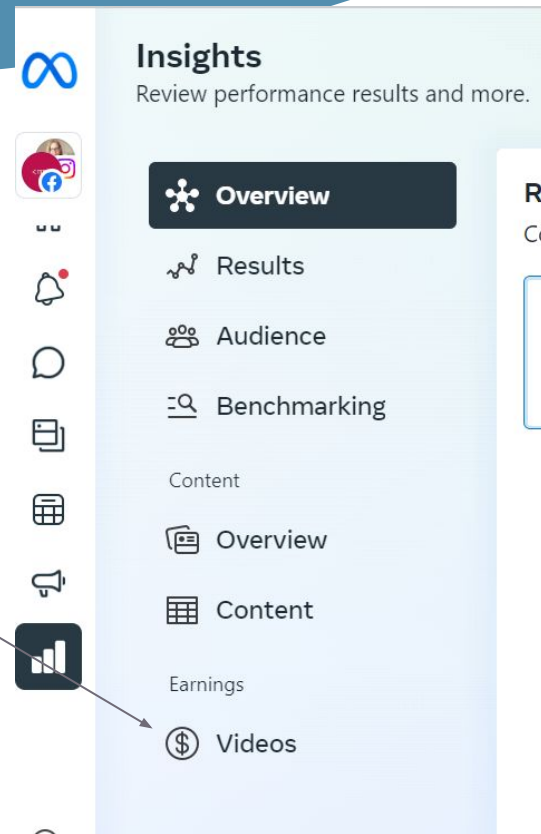 Insights
Review performance results and more.
Overview
Results
Audience
Benchmarking
Content
Overview
Content
Earnings
Videos